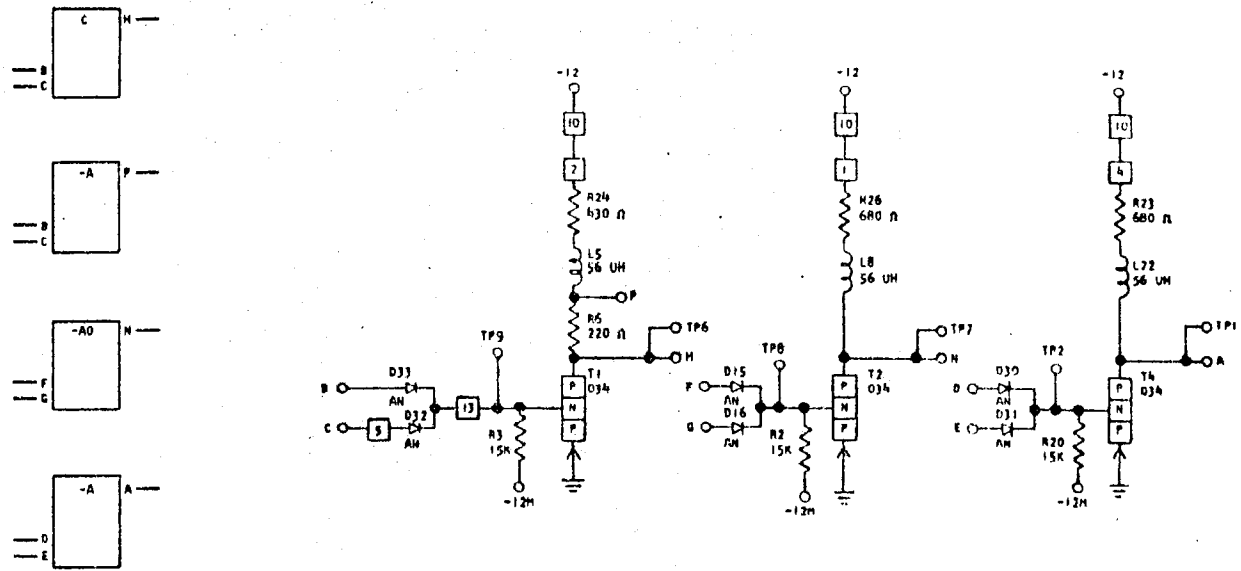 C H
B
C
-A P
B
C
-A0 N
F
G
-A A
D
E
-12
10
2
R24
430 Ω
L5
56 UH
P
R6
220 Ω
TP6
H
TP9
T1
034
B
D33
AN
C
5
D32
AN
13
R3
15K
-12M
P
N
P
-12
10
1
R26
680 Ω
L8
56 UH
TP7
N
TP8
T2
034
F
D15
AN
G
D16
AN
R2
15K
-12M
P
N
P
-12
10
4
R23
680 Ω
L22
56 UH
TP1
A
TP2
T4
034
D
D30
AN
E
D31
AN
R20
15K
-12M
P
N
P